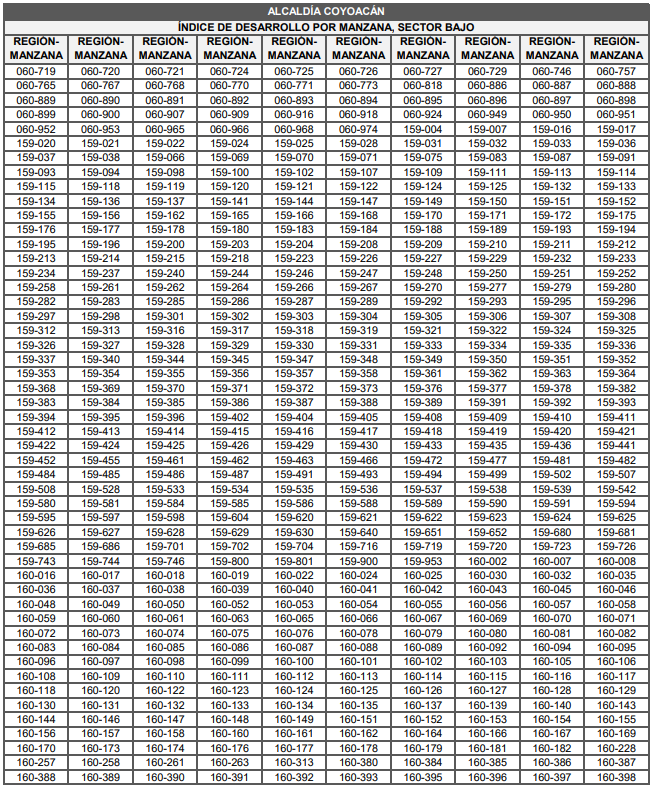 ALCALDÍA COYOACÁN
ÍNDICE DE DESARROLLO POR MANZANA, SECTOR BAJO
REGIÓN- REGIÓN- REGIÓN- REGIÓN- REGIÓN- REGIÓN- REGIÓN- REGIÓN- REGIÓN- REGIÓN-
MANZANA MANZANA MANZANA MANZANA MANZANA MANZANA MANZANA MANZANA MANZANA MANZANA
060-719 060-720 060-721 060-724 060-725 060-726 060-727 060-729 060-746 060-757
060-765 060-767 060-768 060-770 060-771 060-773 060-818 060-886 060-887 060-888
060-889 060-890 060-891 060-892 060-893 060-894 060-895 060-896 060-897 060-898
060-899 060-900 060-907 060-909 060-916 060-918 060-924 060-949 060-950 060-951
060-952 060-953 060-965 060-966 060-968 060-974 159-004 159-007 159-016 159-017
159-020 159-021 159-022 159-024 159-025 159-028 159-031 159-032 159-033 159-036
159-037 159-038 159-066 159-069 159-070 159-071 159-075 159-083 159-087 159-091
159-093 159-094 159-098 159-100 159-102 159-107 159-109 159-111 159-113 159-114
159-115 159-118 159-119 159-120 159-121 159-122 159-124 159-125 159-132 159-133
159-134 159-136 159-137 159-141 159-144 159-147 159-149 159-150 159-151 159-152
159-155 159-156 159-162 159-165 159-166 159-168 159-170 159-171 159-172 159-175
159-176 159-177 159-178 159-180 159-183 159-184 159-188 159-189 159-193 159-194
159-195 159-196 159-200 159-203 159-204 159-208 159-209 159-210 159-211 159-212
159-213 159-214 159-215 159-218 159-223 159-226 159-227 159-229 159-232 159-233
159-234 159-237 159-240 159-244 159-246 159-247 159-248 159-250 159-251 159-252
159-258 159-261 159-262 159-264 159-266 159-267 159-270 159-277 159-279 159-280
159-282 159-283 159-285 159-286 159-287 159-289 159-292 159-293 159-295 159-296
159-297 159-298 159-301 159-302 159-303 159-304 159-305 159-306 159-307 159-308
159-312 159-313 159-316 159-317 159-318 159-319 159-321 159-322 159-324 159-325
159-326 159-327 159-328 159-329 159-330 159-331 159-333 159-334 159-335 159-336
159-337 159-340 159-344 159-345 159-347 159-348 159-349 159-350 159-351 159-352
159-353 159-354 159-355 159-356 159-357 159-358 159-361 159-362 159-363 159-364
159-368 159-369 159-370 159-371 159-372 159-373 159-376 159-377 159-378 159-382
159-383 159-384 159-385 159-386 159-387 159-388 159-389 159-391 159-392 159-393
159-394 159-395 159-396 159-402 159-404 159-405 159-408 159-409 159-410 159-411
159-412 159-413 159-414 159-415 159-416 159-417 159-418 159-419 159-420 159-421
159-422 159-424 159-425 159-426 159-429 159-430 159-433 159-435 159-436 159-441
159-452 159-455 159-461 159-462 159-463 159-466 159-472 159-477 159-481 159-482
159-484 159-485 159-486 159-487 159-491 159-493 159-494 159-499 159-502 159-507
159-508 159-528 159-533 159-534 159-535 159-536 159-537 159-538 159-539 159-542
159-580 159-581 159-584 159-585 159-586 159-588 159-589 159-590 159-591 159-594
159-595 159-597 159-598 159-604 159-620 159-621 159-622 159-623 159-624 159-625
159-626 159-627 159-628 159-629 159-630 159-640 159-651 159-652 159-680 159-681
159-685 159-686 159-701 159-702 159-704 159-716 159-719 159-720 159-723 159-726
159-743 159-744 159-746 159-800 159-801 159-900 159-953 160-002 160-007 160-008
160-016 160-017 160-018 160-019 160-022 160-024 160-025 160-030 160-032 160-035
160-036 160-037 160-038 160-039 160-040 160-041 160-042 160-043 160-045 160-046
160-048 160-049 160-050 160-052 160-053 160-054 160-055 160-056 160-057 160-058
160-059 160-060 160-061 160-063 160-065 160-066 160-067 160-069 160-070 160-071
160-072 160-073 160-074 160-075 160-076 160-078 160-079 160-080 160-081 160-082
160-083 160-084 160-085 160-086 160-087 160-088 160-089 160-092 160-094 160-095
160-096 160-097 160-098 160-099 160-100 160-101 160-102 160-103 160-105 160-106
160-108 160-109 160-110 160-111 160-112 160-113 160-114 160-115 160-116 160-117
160-118 160-120 160-122 160-123 160-124 160-125 160-126 160-127 160-128 160-129
160-130 160-131 160-132 160-133 160-134 160-135 160-137 160-139 160-140 160-143
160-144 160-146 160-147 160-148 160-149 160-151 160-152 160-153 160-154 160-155
160-156 160-157 160-158 160-160 160-161 160-162 160-164 160-166 160-167 160-169
160-170 160-173 160-174 160-176 160-177 160-178 160-179 160-181 160-182 160-228
160-257 160-258 160-261 160-263 160-313 160-380 160-384 160-385 160-386 160-387
160-388 160-389 160-390 160-391 160-392 160-393 160-395 160-396 160-397 160-398